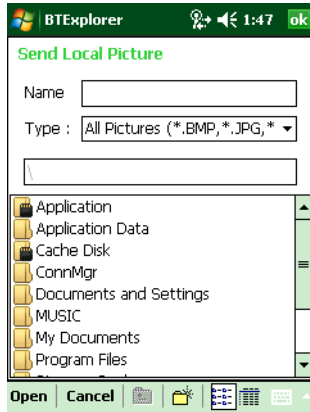 BTExplorer 1:47 ok
Send Local Picture
Name
Type : All Pictures (*.BMP,*.JPG,*
\
Application
Application Data
Cache Disk
ConnMgr
Documents and Settings
MUSIC
My Documents
Program Files
Open Cancel